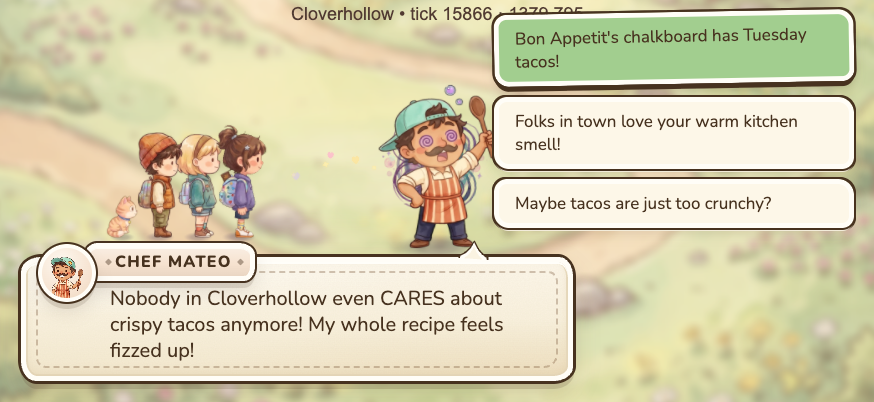 Cloverhollow • tick 15866
Bon Appetit's chalkboard has Tuesday
tacos!
Folks in town love your warm kitchen
smell!
Maybe tacos are just too crunchy?
CHEF MATEO
Nobody in Cloverhollow even CARES about
crispy tacos anymore! My whole recipe feels
fizzed up!